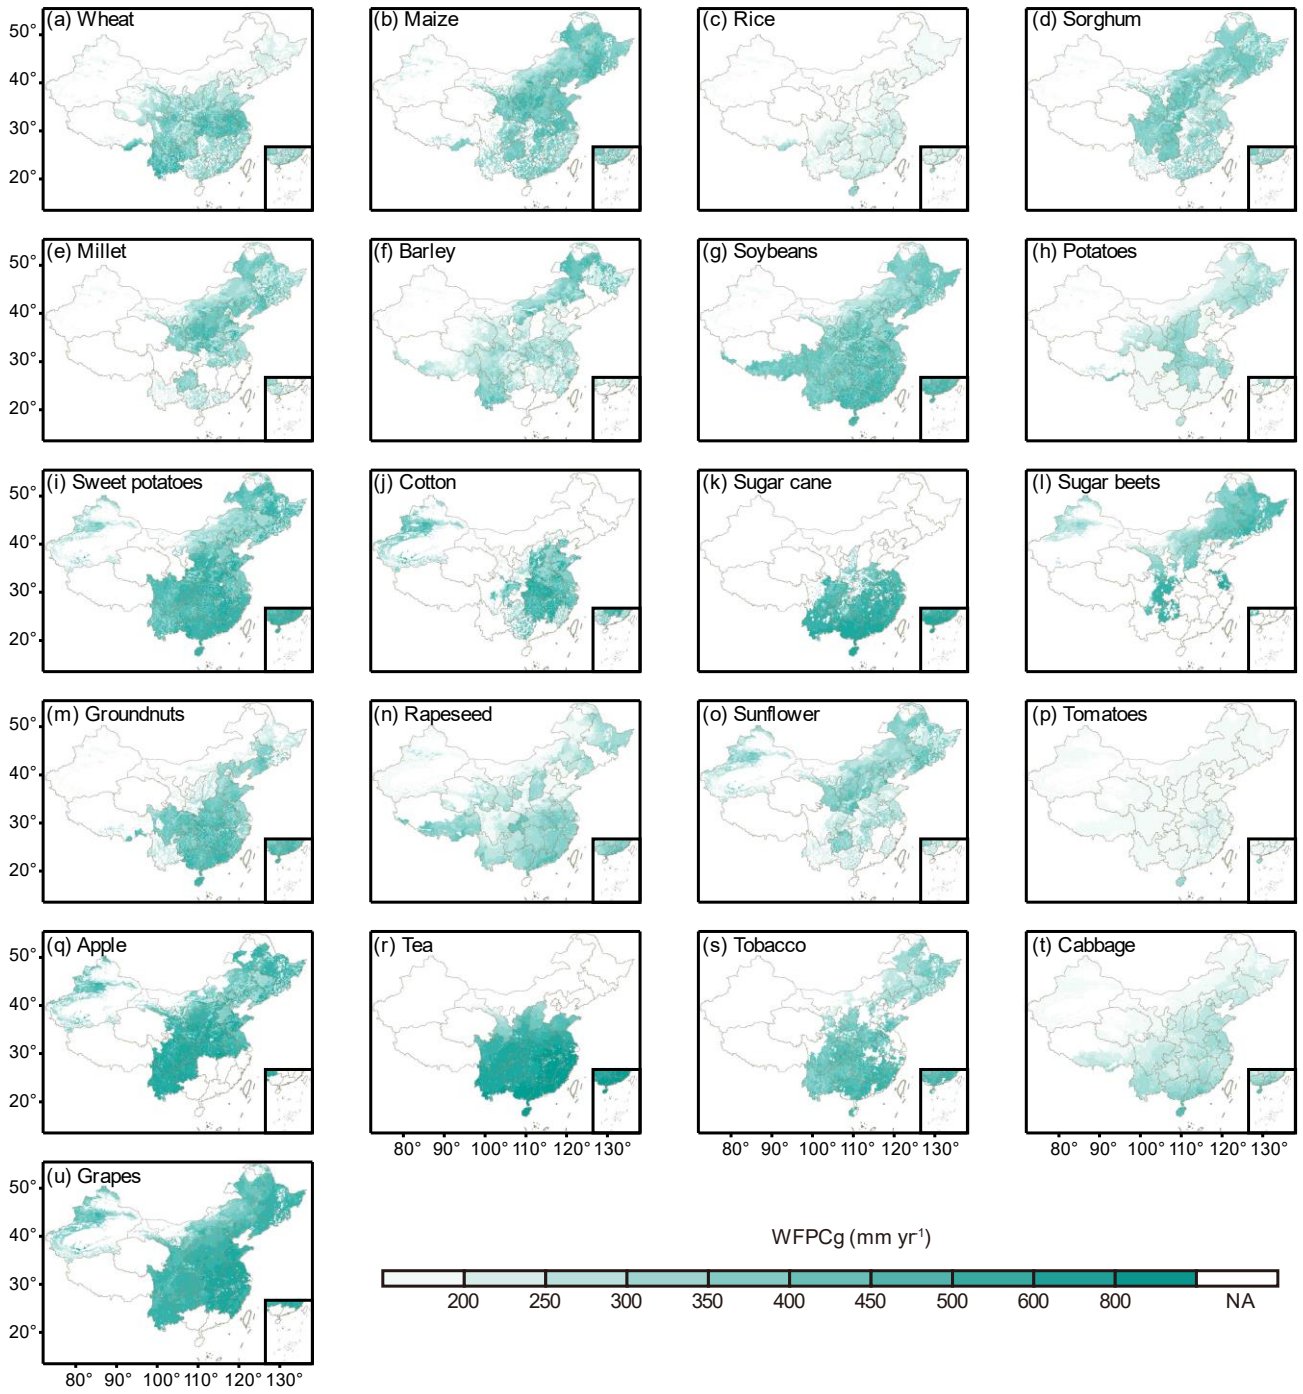 (a) Wheat
(b) Maize
(c) Rice
(d) Sorghum
50°
40°
30°
20°
(e) Millet
(f) Barley
(g) Soybeans
(h) Potatoes
50°
40°
30°
20°
(i) Sweet potatoes
(j) Cotton
(k) Sugar cane
(l) Sugar beets
50°
40°
30°
20°
(m) Groundnuts
(n) Rapeseed
(o) Sunflower
(p) Tomatoes
50°
40°
30°
20°
(q) Apple
(r) Tea
(s) Tobacco
(t) Cabbage
50°
40°
30°
20°
80° 90° 100° 110° 120° 130°
80° 90° 100° 110° 120° 130°
80° 90° 100° 110° 120° 130°
(u) Grapes
50°
40°
30°
20°
80° 90° 100° 110° 120° 130°
WFPCg (mm yr⁻¹)
200 250 300 350 400 450 500 600 800 NA